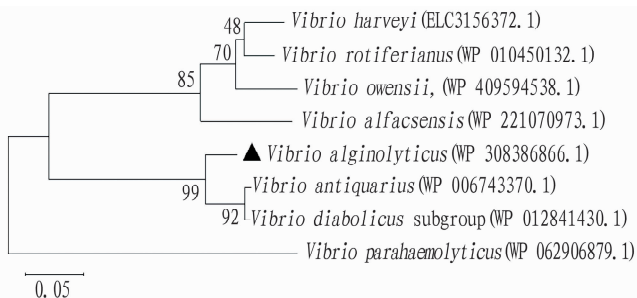 48 Vibrio harveyi (ELC3156372.1)
70 Vibrio rotiferianus (WP 010450132.1)
Vibrio owensii, (WP 409594538.1)
85 Vibrio alfacsensis (WP 221070973.1)
▲ Vibrio alginolyticus (WP 308386866.1)
99 Vibrio antiquarius (WP 006743370.1)
92 Vibrio diabolicus subgroup (WP 012841430.1)
Vibrio parahaemolyticus (WP 062906879.1)
0.05